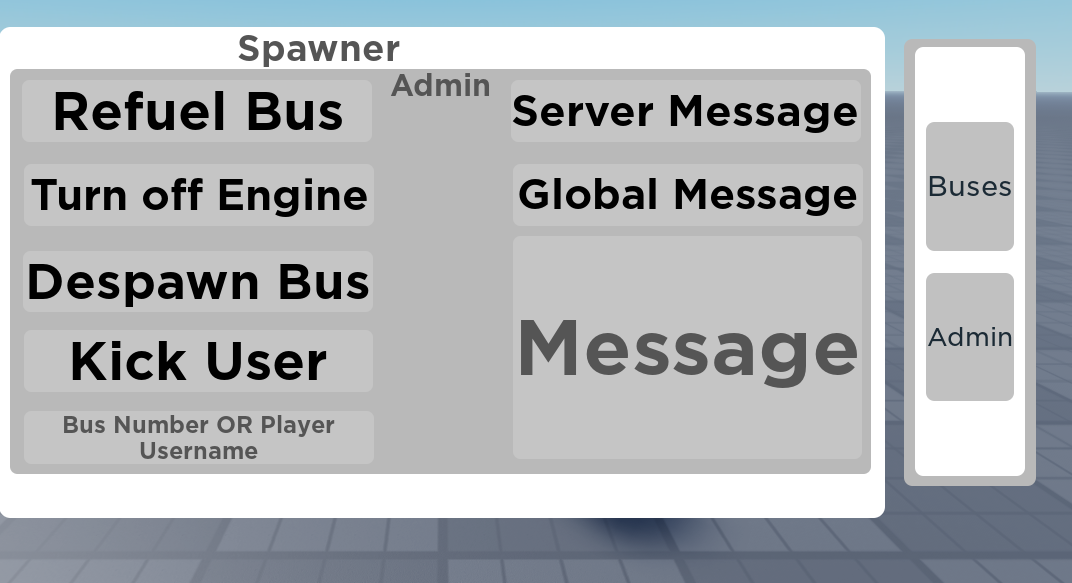 Spawner
Admin
Refuel Bus
Turn off Engine
Despawn Bus
Kick User
Bus Number OR Player
Username
Server Message
Global Message
Message
Buses
Admin